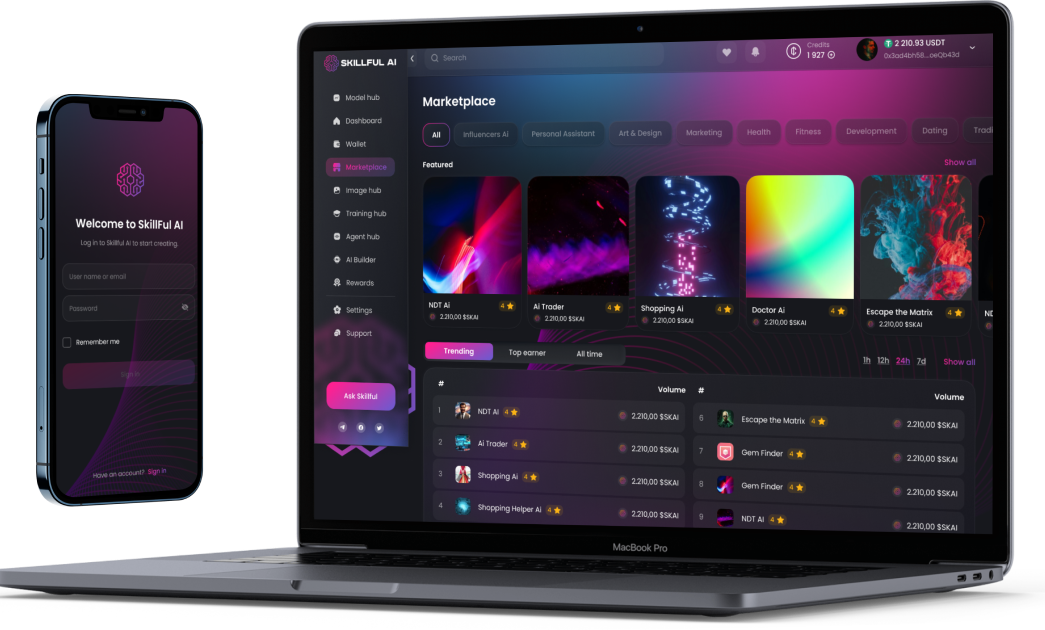 Welcome to SkillFul AI
Log in to Skillful AI to start creating.
User name or email
Password
Remember me
Sign in
Have an account? Sign in
SKILLFUL AI
Model hub
Dashboard
Wallet
Marketplace
Image hub
Training hub
Agent hub
AI Builder
Rewards
Settings
Support
Ask Skillful
Search
Credits
1 927
2 210.93 USDT
0x3ad4bh58...oeQb43d
Marketplace
All Influencers Ai Personal Assistant Art & Design Marketing Health Fitness Development Dating Tradi
Featured Show all
NDT Ai 4
2.210,00 $SKAI
Ai Trader 4
2.210,00 $SKAI
Shopping Ai 4
2.210,00 $SKAI
Doctor Ai 4
2.210,00 $SKAI
Escape the Matrix 4
2.210,00 $SKAI
ND
Trending Top earner All time
1h 12h 24h 7d Show all
# Volume
1 NDT AI 4 2.210,00 $SKAI
2 Ai Trader 4 2.210,00 $SKAI
3 Shopping Ai 4 2.210,00 $SKAI
4 Shopping Helper Ai 4 2.210,00 $SKAI
# Volume
6 Escape the Matrix 4 2.210,00 $SKAI
7 Gem Finder 4 2.210,00 $SKAI
8 Gem Finder 4 2.210,00 $SKAI
9 NDT AI 4 2.210,00 $SKAI
MacBook Pro